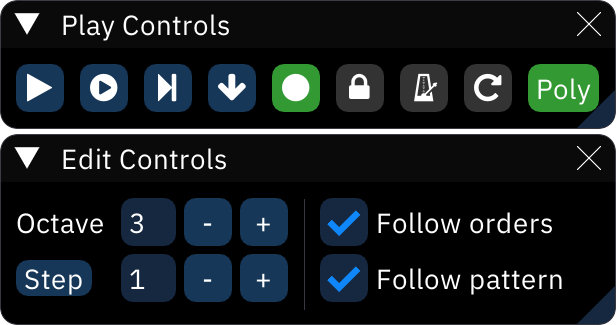 Play Controls
Poly
Edit Controls
Octave 3 - + Follow orders
Step 1 - + Follow pattern